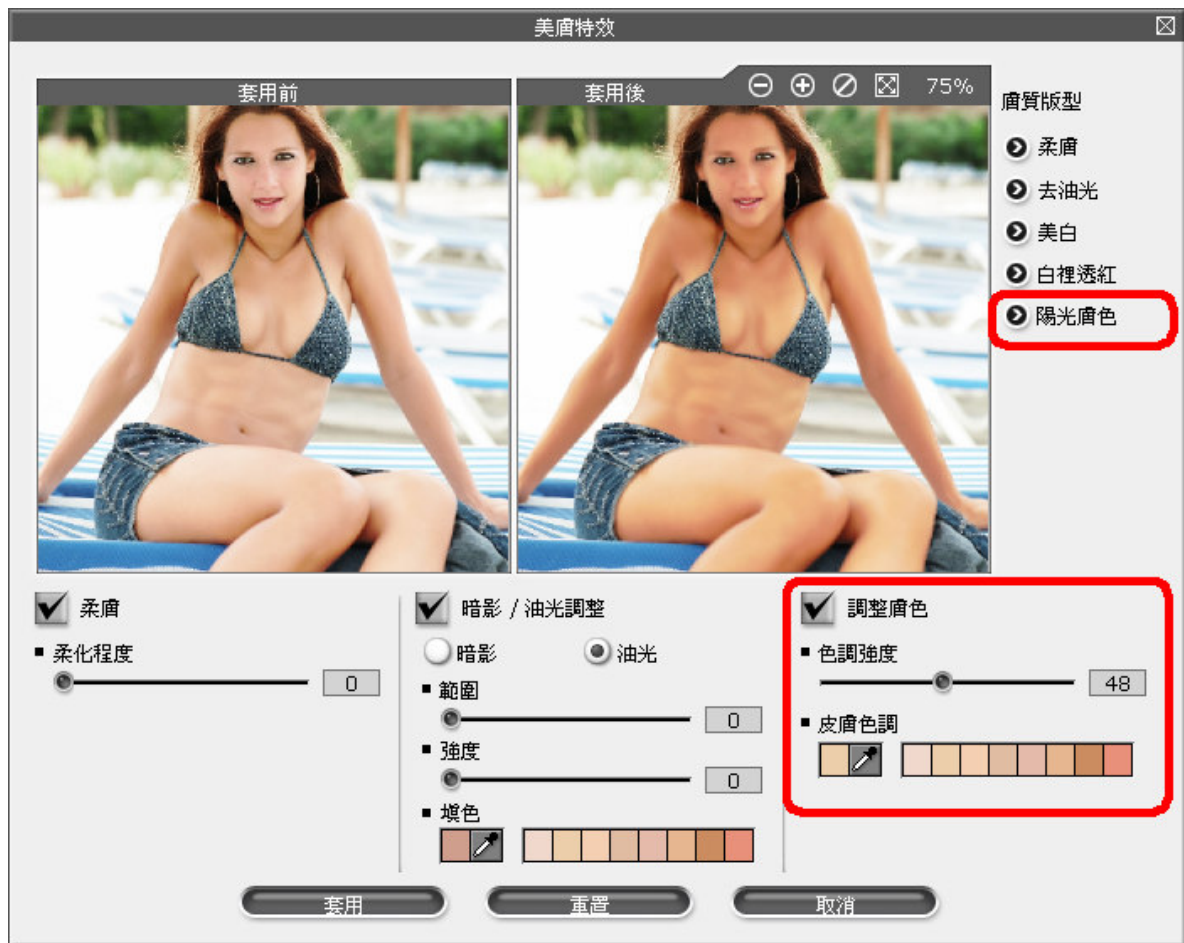 美膚特效
套用前
套用後
75%
膚質版型
柔膚
去油光
美白
白裡透紅
陽光膚色
柔膚
柔化程度
0
暗影 / 油光調整
暗影
油光
範圍
0
強度
0
填色
調整膚色
色調強度
48
皮膚色調
套用
重置
取消